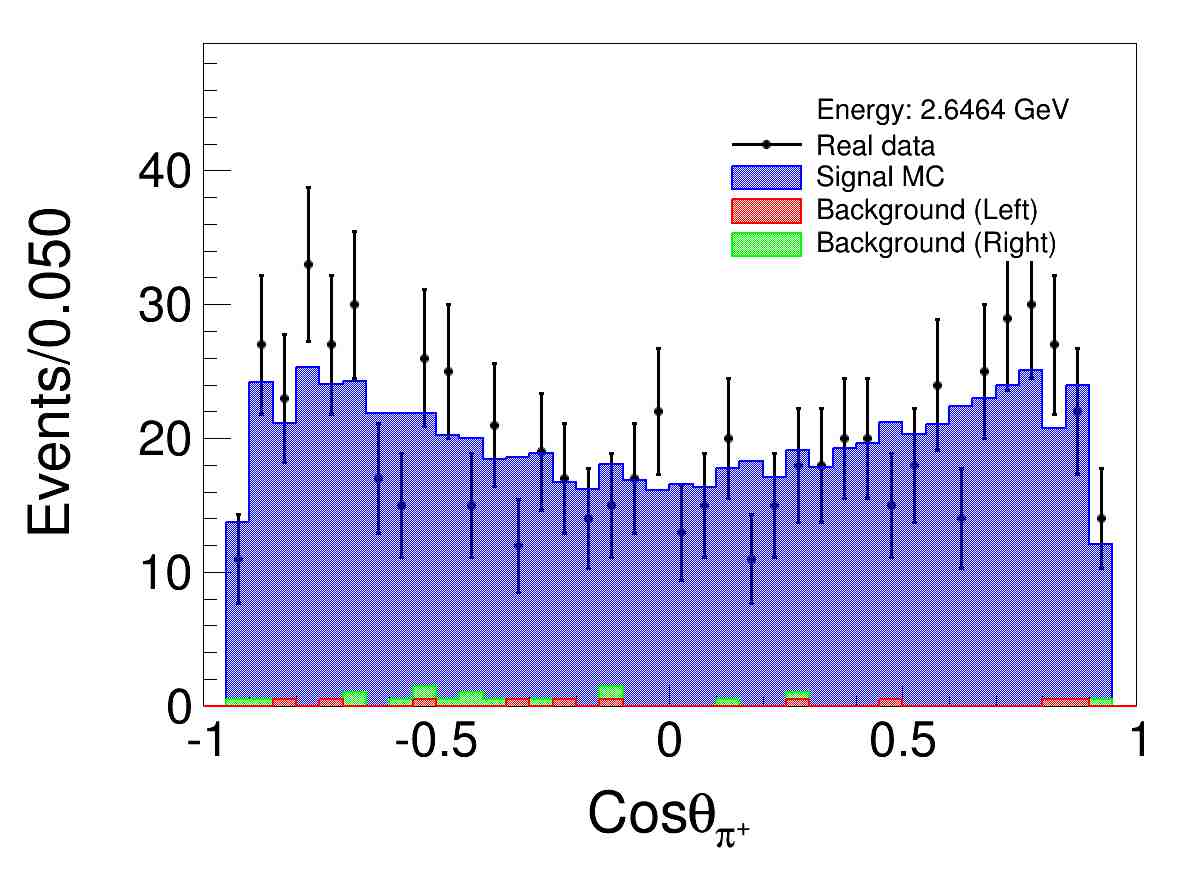 Energy: 2.6464 GeV
Real data
Signal MC
Background (Left)
Background (Right)
Events/0.050
40
30
20
10
0
-1 -0.5 0 0.5 1
Cosθπ+